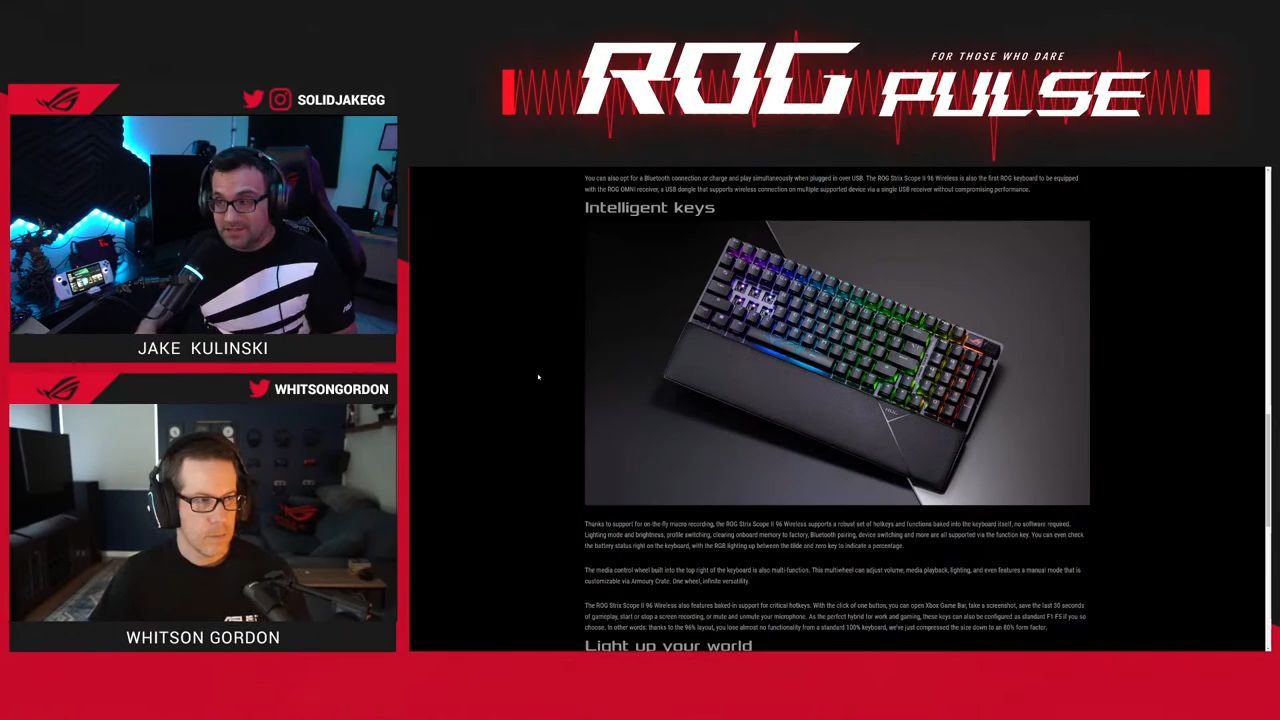 ROG
FOR THOSE WHO DARE
PULSE
SOLIDJAKEGG
JAKE KULINSKI
WHITSONGORDON
WHITSON GORDON
You can also opt for a Bluetooth connection or charge and play simultaneously when plugged in over USB. The ROG Strix Scope II 96 Wireless is also the first ROG keyboard to be equipped
with the ROG OMNI receiver, a USB dongle that supports wireless connection on multiple supported device via a single USB receiver without compromising performance.
Intelligent keys
Thanks to support for on-the-fly macro recording, the ROG Strix Scope II 96 Wireless supports a robust set of hotkeys and functions baked into the keyboard itself, no software required.
Lighting mode and brightness, profile switching, clearing onboard memory to factory, Bluetooth pairing, device switching and more are all supported via the function key. You can even check
the battery status right on the keyboard, with the RGB lighting up between the tilde and zero key to indicate a percentage.
The media control wheel built into the top right of the keyboard is also multi-function. This multiwheel can adjust volume, media playback, lighting, and even features a manual mode that is
customizable via Armoury Crate. One wheel, infinite versatility.
The ROG Strix Scope II 96 Wireless also features baked-in support for critical hotkeys. With the click of one button, you can open Xbox Game Bar, take a screenshot, save the last 30 seconds
of gameplay, start or stop a screen recording, or mute and unmute your microphone. As the perfect hybrid for work and gaming, these keys can also be configured as standard F1-F5 if you so
choose. In other words: thanks to the 96% layout, you lose almost no functionality from a standard 100% keyboard, we've just compressed the size down to an 80% form factor.
Light up your world